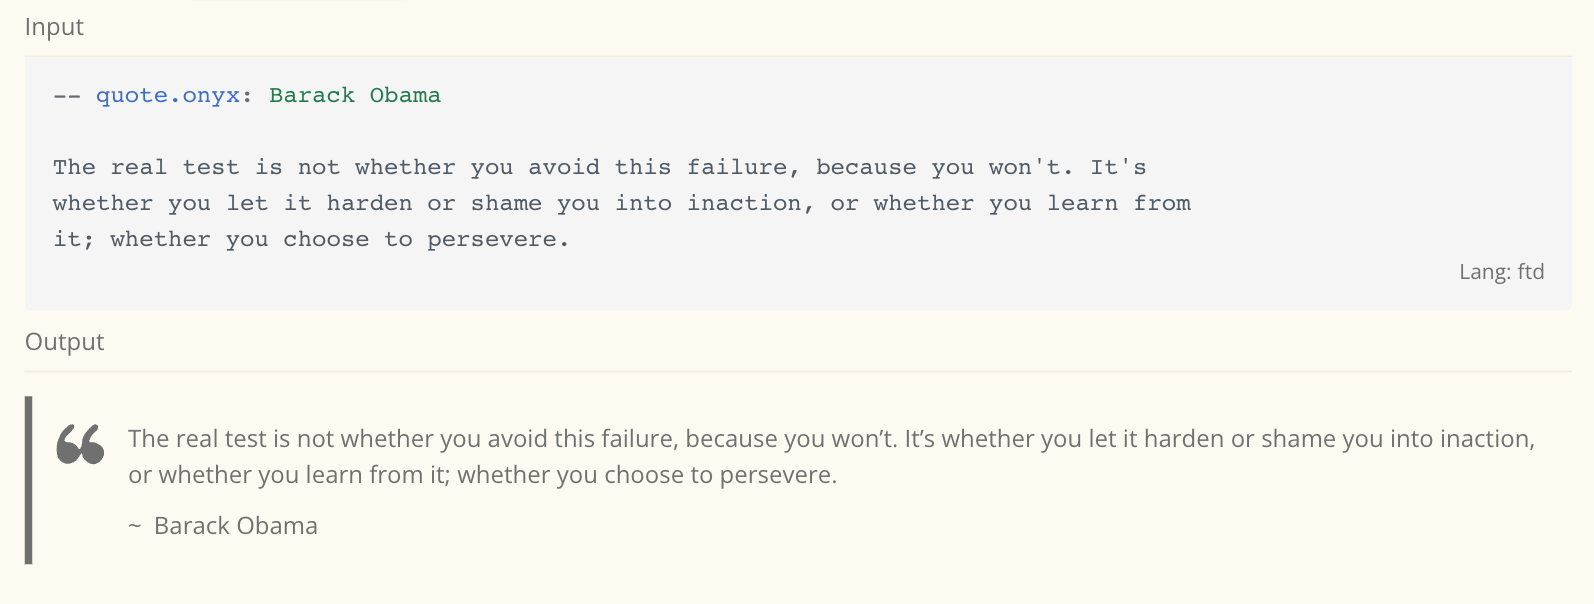 Input
-- quote.onyx: Barack Obama
The real test is not whether you avoid this failure, because you won't. It's
whether you let it harden or shame you into inaction, or whether you learn from
it; whether you choose to persevere.
Lang: ftd
Output
❝ The real test is not whether you avoid this failure, because you won’t. It’s whether you let it harden or shame you into inaction,
or whether you learn from it; whether you choose to persevere.
~ Barack Obama